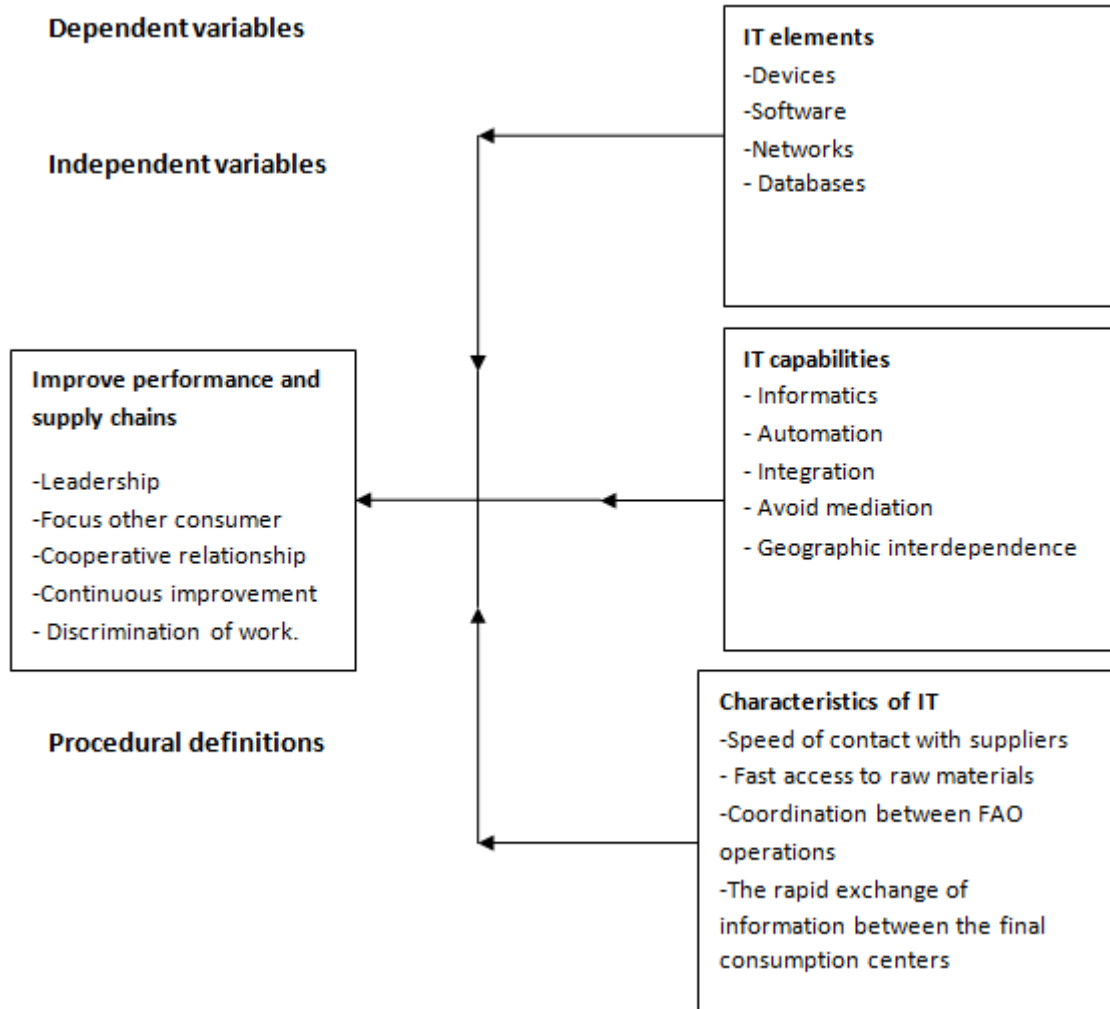 Dependent variables
Independent variables
IT elements
-Devices
-Software
-Networks
- Databases
Improve performance and
supply chains
-Leadership
-Focus other consumer
-Cooperative relationship
-Continuous improvement
- Discrimination of work.
IT capabilities
- Informatics
- Automation
- Integration
- Avoid mediation
- Geographic interdependence
Procedural definitions
Characteristics of IT
-Speed of contact with suppliers
- Fast access to raw materials
-Coordination between FAO
operations
-The rapid exchange of
information between the final
consumption centers